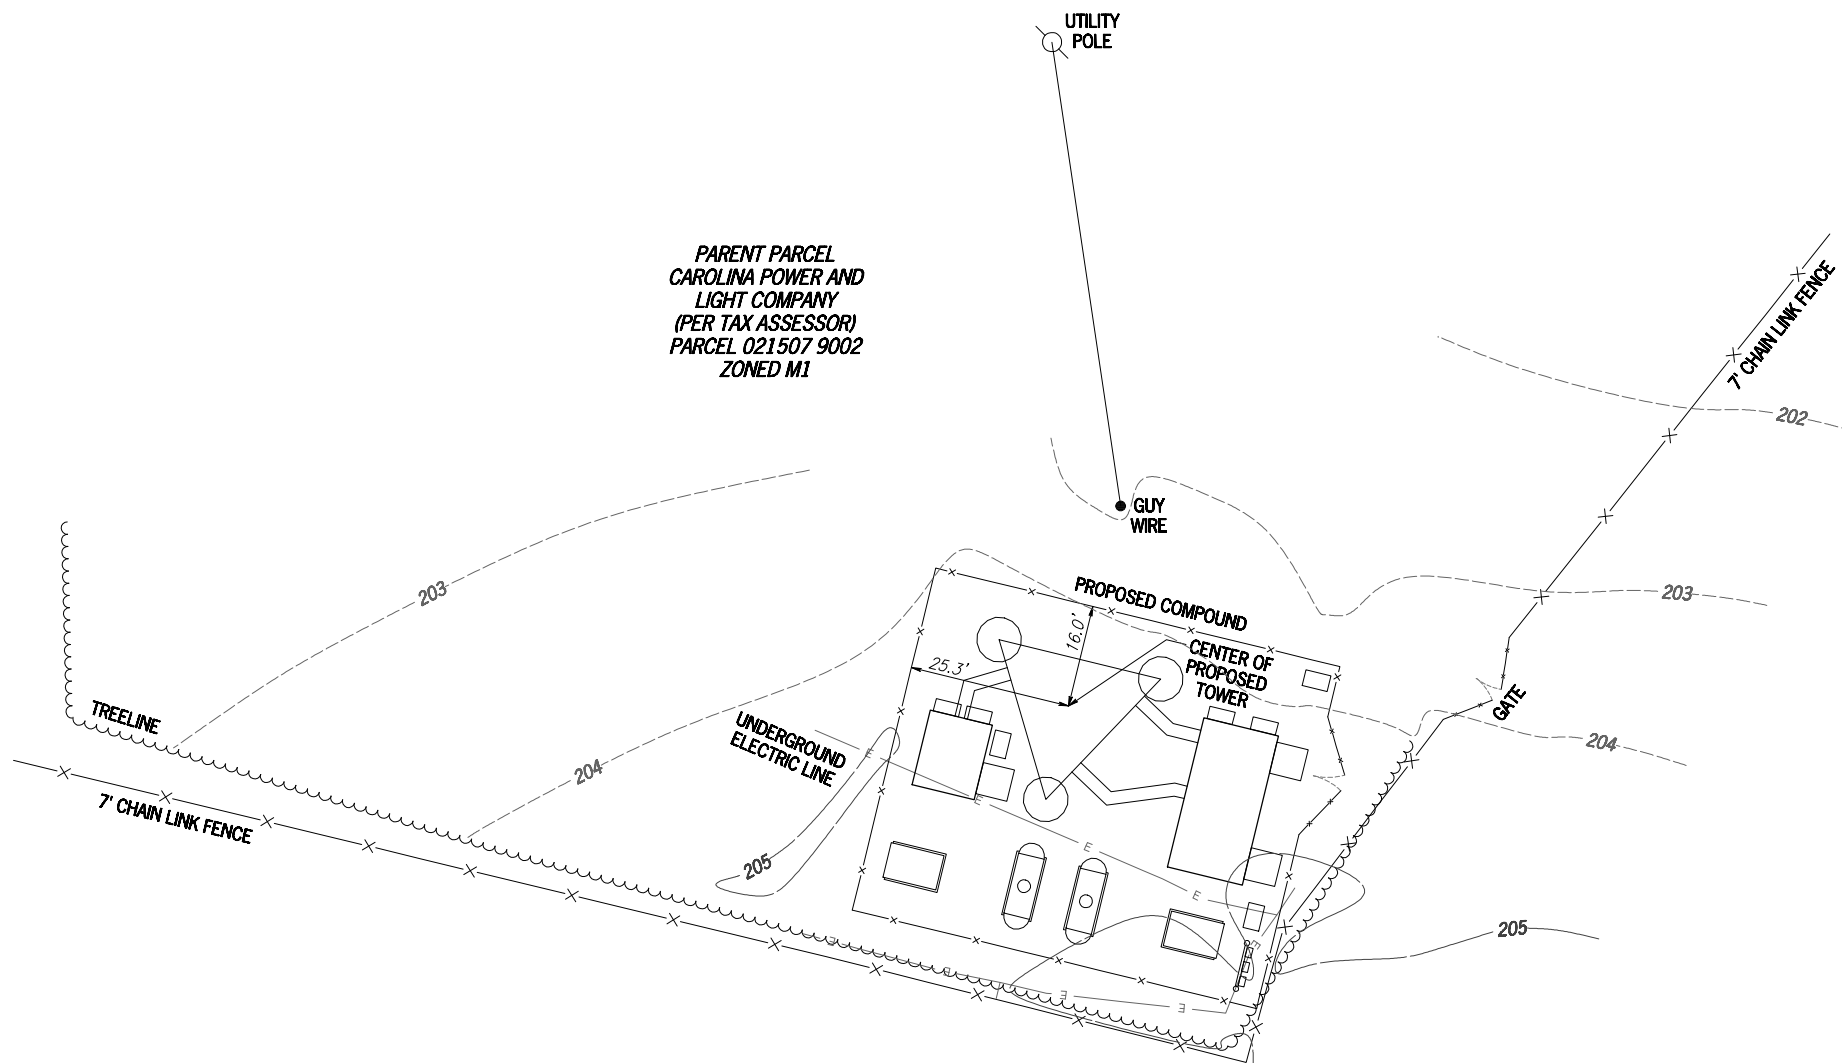 UTILITY
POLE
PARENT PARCEL
CAROLINA POWER AND
LIGHT COMPANY
(PER TAX ASSESSOR)
PARCEL 021507 9002
ZONED M1
7' CHAIN LINK FENCE
202
GUY
WIRE
203
203
PROPOSED COMPOUND
16.0'
CENTER OF
PROPOSED
TOWER
25.3'
GATE
TREELINE
UNDERGROUND
ELECTRIC LINE
204
204
7' CHAIN LINK FENCE
205
205
E
E
E
E
E
E
E
E
E